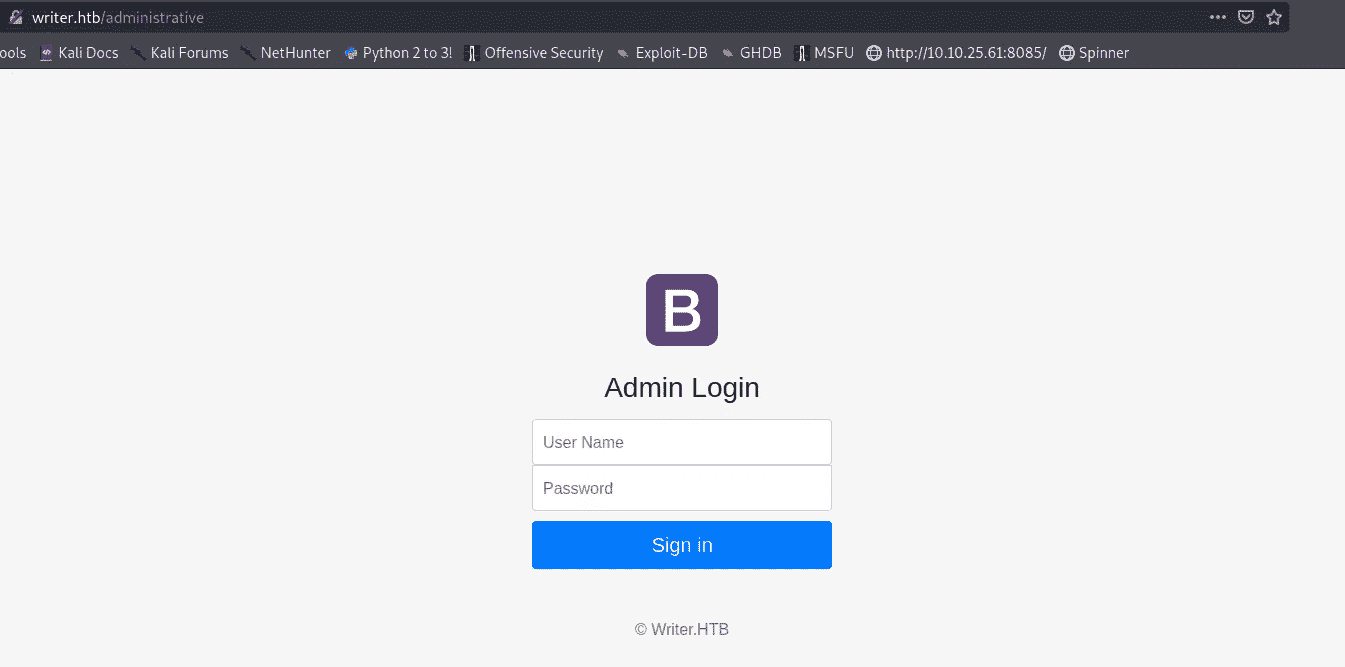 writer.htb/administrative
ools Kali Docs Kali Forums NetHunter Python 2 to 3! Offensive Security Exploit-DB GHDB MSFU http://10.10.25.61:8085/ Spinner
B
Admin Login
User Name
Password
Sign in
© Writer.HTB